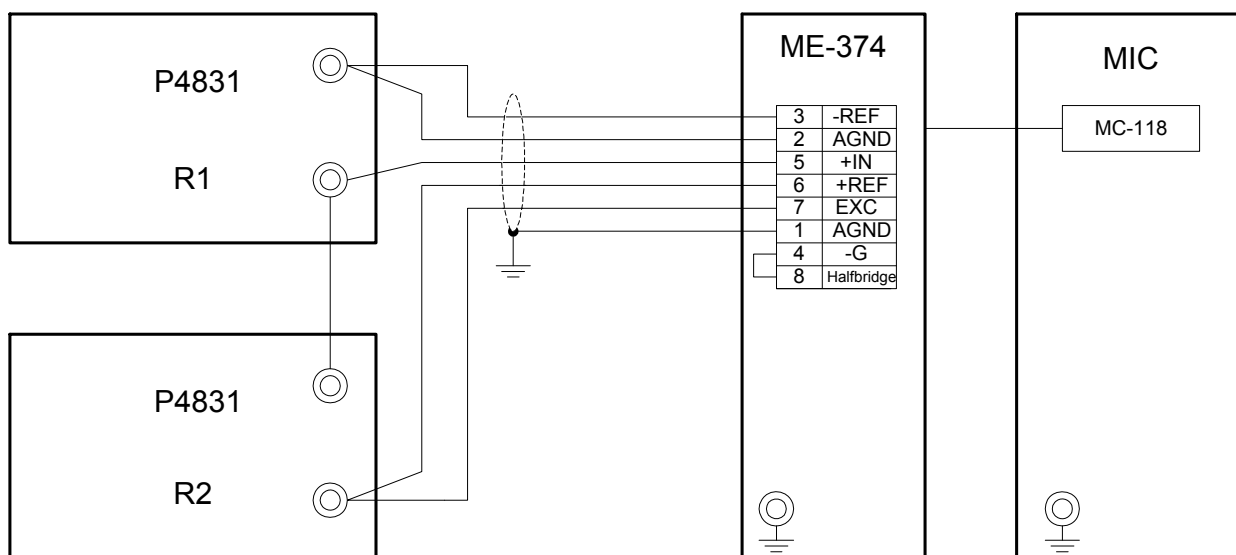 P4831
R1
P4831
R2
ME-374
3 -REF
2 AGND
5 +IN
6 +REF
7 EXC
1 AGND
4 -G
8 Halfbridge
MIC
MC-118